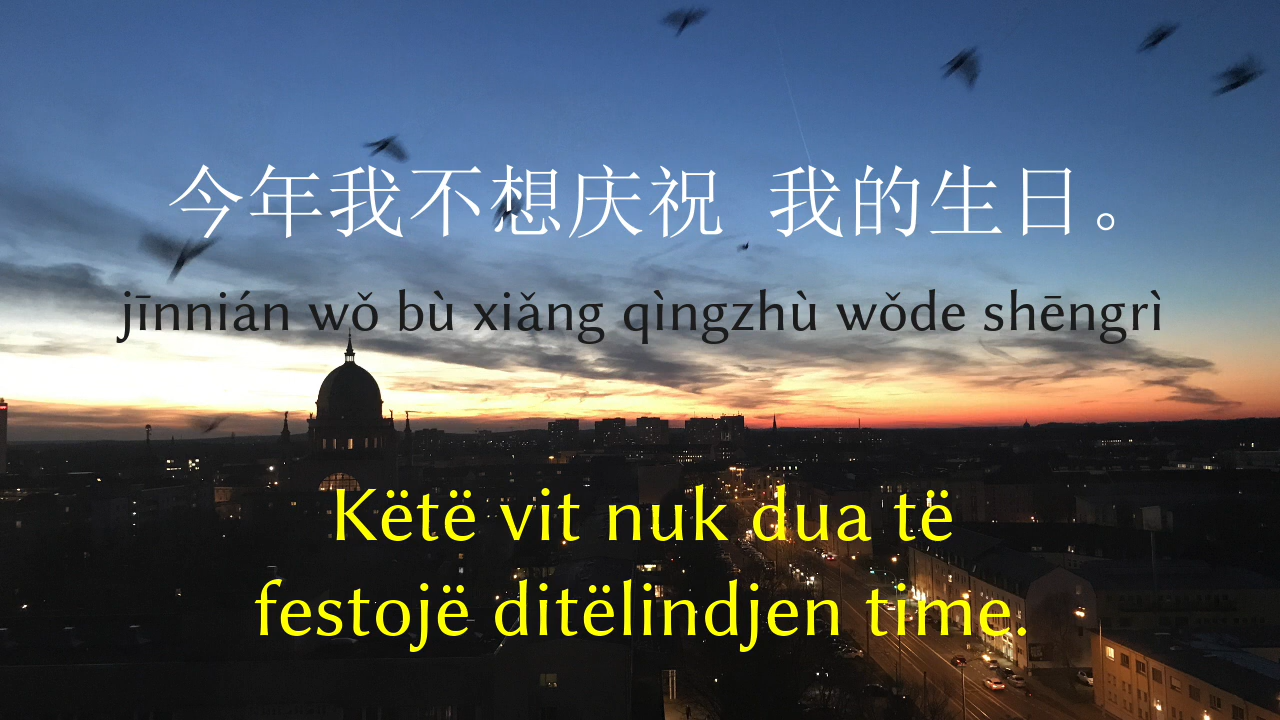 今年我不想庆祝 我的生日。
jīnnián wǒ bù xiǎng qìngzhù wǒde shēngrì
Këtë vit nuk dua të
festojë ditëlindjen time.